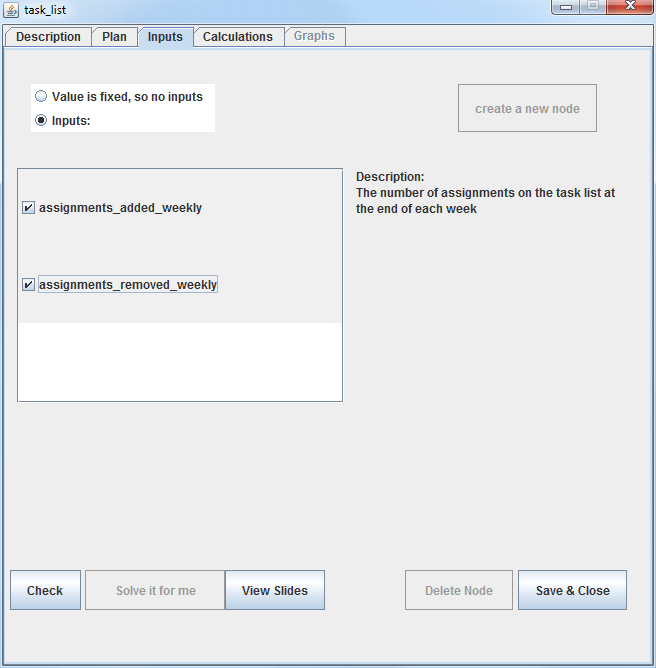 task_list
Description Plan Inputs Calculations Graphs
Value is fixed, so no inputs
Inputs:
create a new node
assignments_added_weekly
assignments_removed_weekly
Description:
The number of assignments on the task list at
the end of each week
Check Solve it for me View Slides Delete Node Save & Close